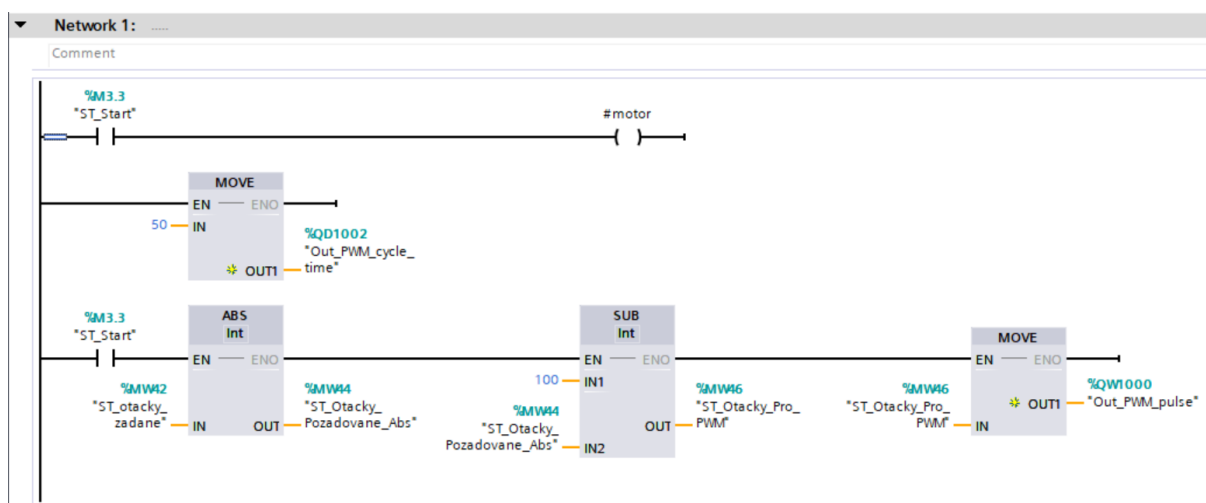 Network 1: .....
Comment
%M3.3
"ST_Start"
#motor
MOVE
EN ENO
50 IN
%QD1002
"Out_PWM_cycle_
time"
OUT1
%M3.3
"ST_Start"
ABS
Int
EN ENO
%MW42
"ST_otacky_
zadane"
IN
%MW44
"ST_Otacky_
Pozadovane_Abs"
OUT
SUB
Int
EN ENO
100 IN1
%MW44
"ST_Otacky_
Pozadovane_Abs"
IN2
%MW46
"ST_Otacky_Pro_
PWM"
OUT
MOVE
EN ENO
%MW46
"ST_Otacky_Pro_
PWM"
IN
%QW1000
OUT1
"Out_PWM_pulse"